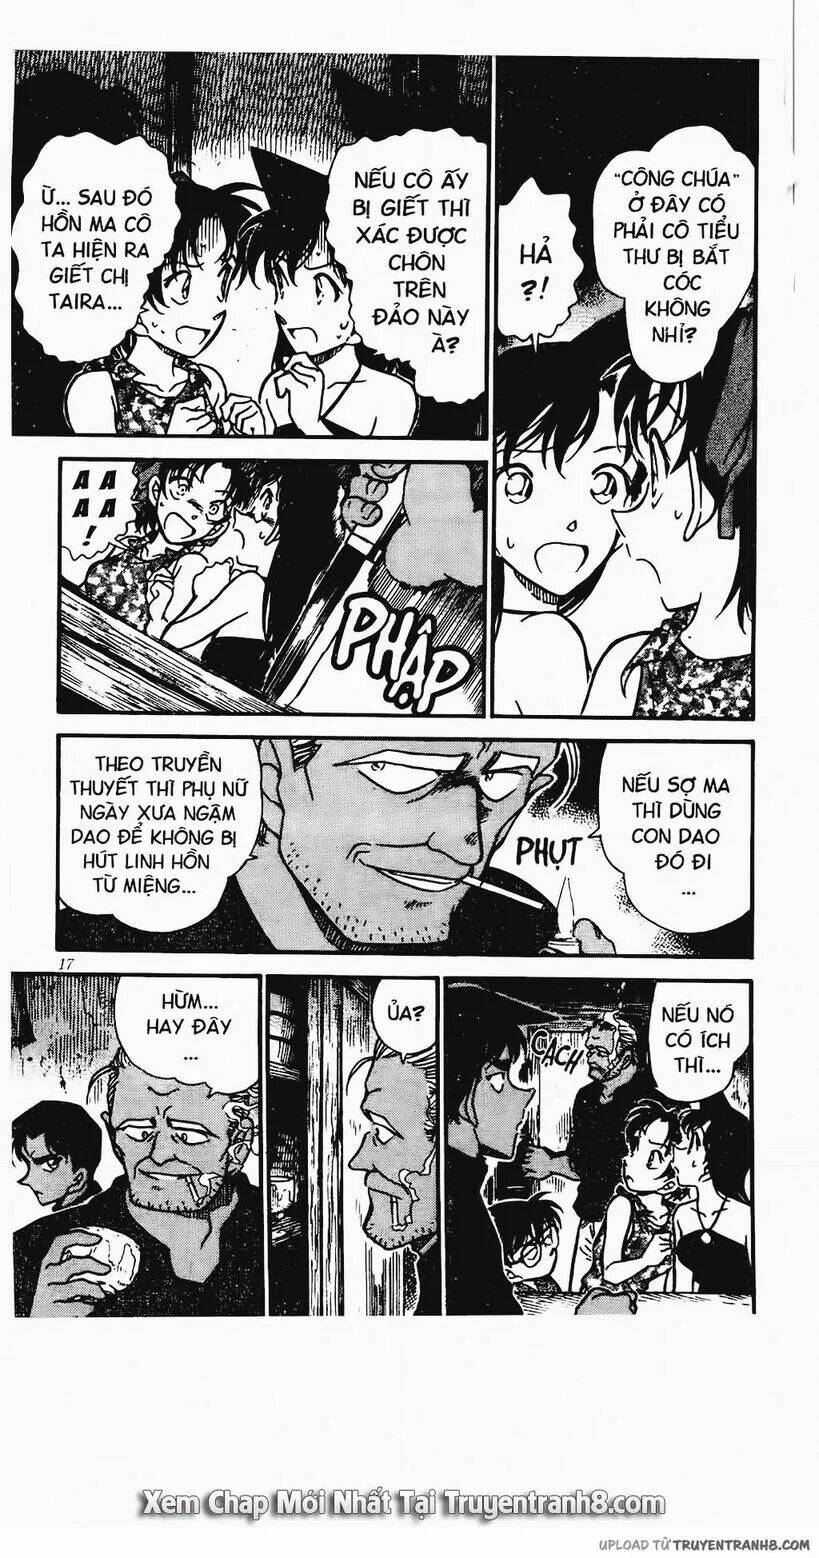 "CÔNG CHÚA"
Ở ĐÂY CÓ
PHẢI CÔ TIỂU
THƯ BỊ BẮT
CÓC
KHÔNG
NHỈ?
HẢ
?!
NẾU CÔ ẤY
BỊ GIẾT THÌ
XÁC ĐƯỢC
CHÔN
TRÊN
ĐẢO NÀY
À?
Ừ... SAU ĐÓ
HỒN MA CÔ
TA HIỆN RA
GIẾT CHỊ
TAIRA...
PHẬP
A A
A A
!
NẾU SỢ MA
THÌ DÙNG
CON DAO
ĐÓ ĐI
...
PHỤT
THEO TRUYỀN
THUYẾT THÌ PHỤ NỮ
NGÀY XƯA NGẬM
DAO ĐỂ KHÔNG BỊ
HÚT LINH HỒN
TỪ MIỆNG...
17
NẾU NÓ
CÓ ÍCH
THÌ...
CẠCH
ỦA?
HỪM...
HAY ĐÂY
...
Xem Chap Mới Nhất Tại Truyentranh8.com
UPLOAD TỪ TRUYENTRANH8.COM